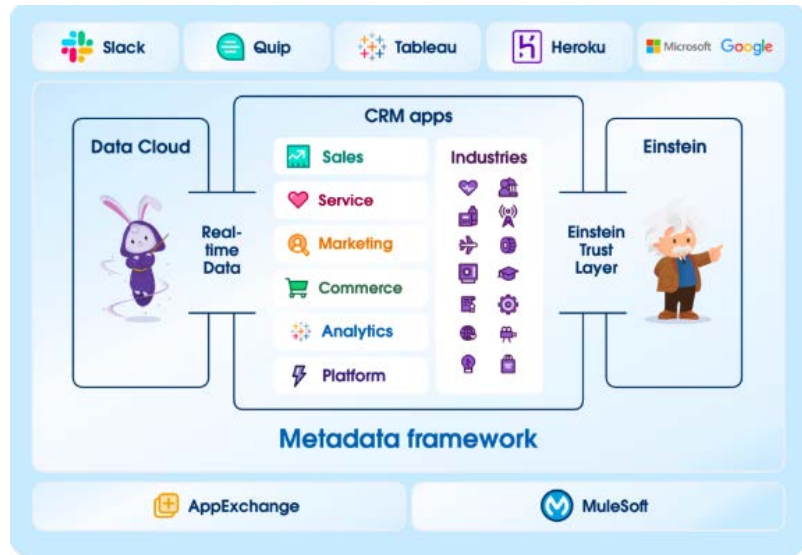 Slack
Quip
Tableau
Heroku
Microsoft Google
CRM apps
Data Cloud
Real-
time
Data
Sales
Service
Marketing
Commerce
Analytics
Platform
Industries
Einstein
Einstein
Trust
Layer
Metadata framework
AppExchange
MuleSoft